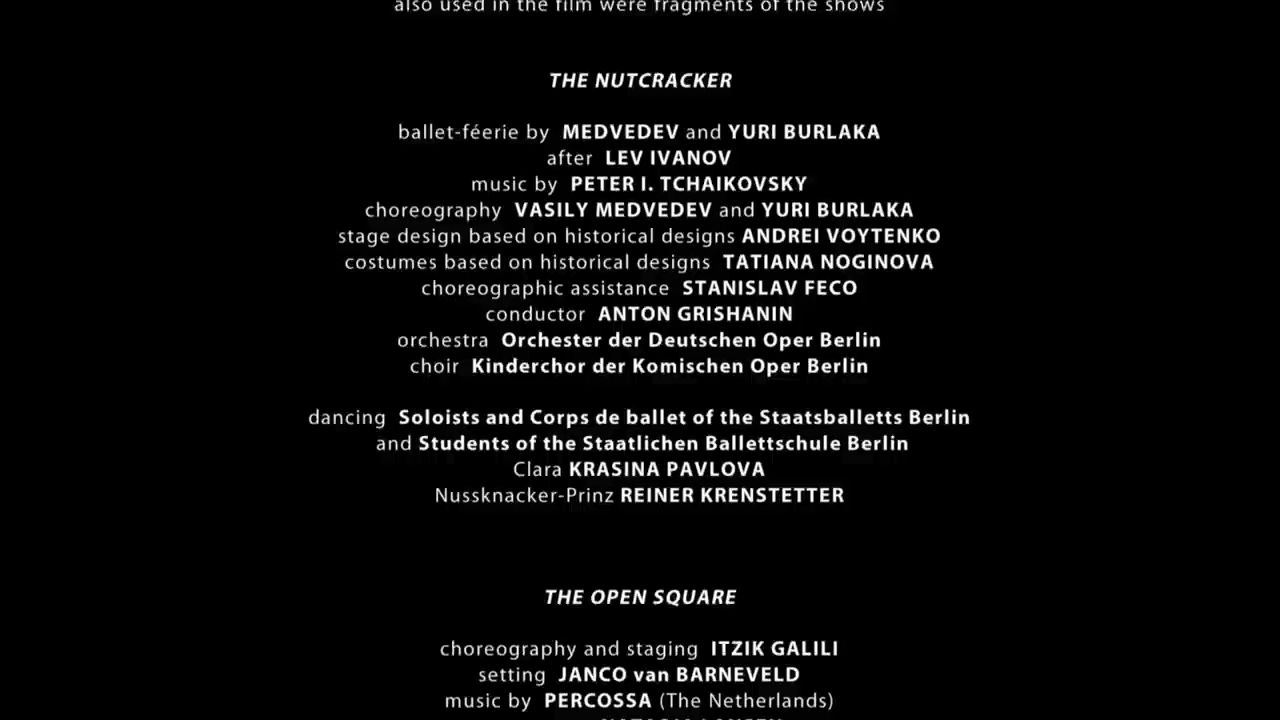 also used in the film were fragments of the shows
THE NUTCRACKER
ballet-féerie by MEDVEDEV and YURI BURLAKA
after LEV IVANOV
music by PETER I. TCHAIKOVSKY
choreography VASILY MEDVEDEV and YURI BURLAKA
stage design based on historical designs ANDREI VOYTENKO
costumes based on historical designs TATIANA NOGINOVA
choreographic assistance STANISLAV FECO
conductor ANTON GRISHANIN
orchestra Orchester der Deutschen Oper Berlin
choir Kinderchor der Komischen Oper Berlin
dancing Soloists and Corps de ballet of the Staatsballetts Berlin
and Students of the Staatlichen Ballettschule Berlin
Clara KRASINA PAVLOVA
Nussknacker-Prinz REINER KRENSTETTER
THE OPEN SQUARE
choreography and staging ITZIK GALILI
setting JANCO van BARNEVELD
music by PERCOSSA (The Netherlands)